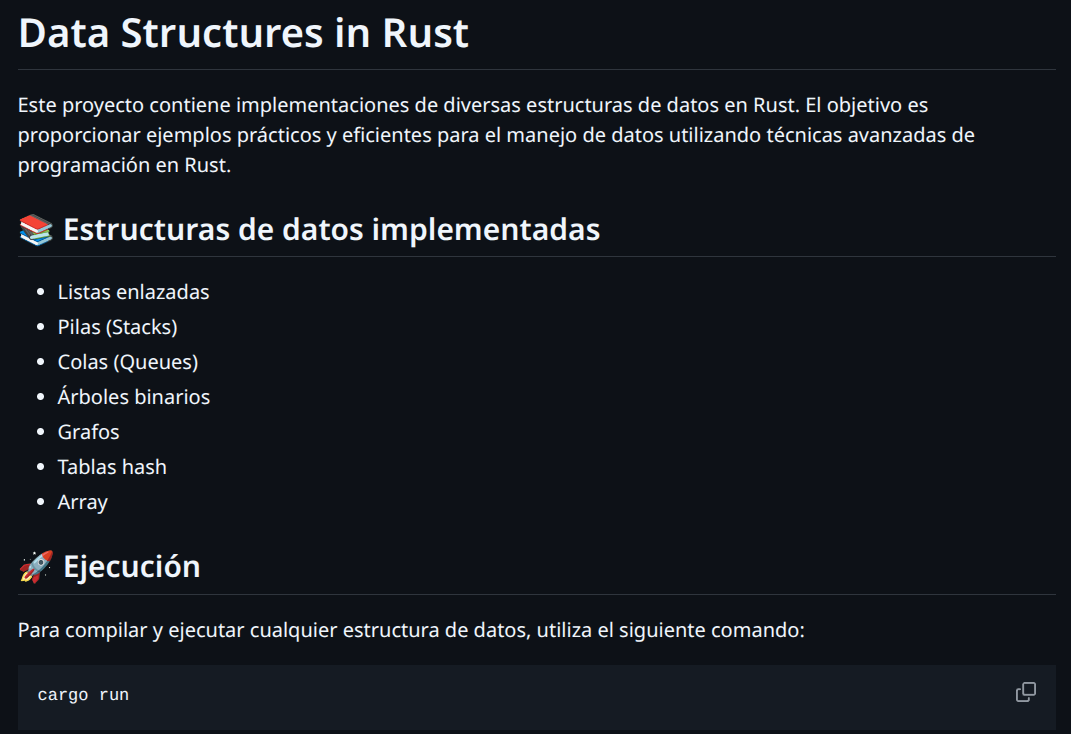 Data Structures in Rust
Este proyecto contiene implementaciones de diversas estructuras de datos en Rust. El objetivo es
proporcionar ejemplos prácticos y eficientes para el manejo de datos utilizando técnicas avanzadas de
programación en Rust.
📚 Estructuras de datos implementadas
• Listas enlazadas
• Pilas (Stacks)
• Colas (Queues)
• Árboles binarios
• Grafos
• Tablas hash
• Array
🚀 Ejecución
Para compilar y ejecutar cualquier estructura de datos, utiliza el siguiente comando:
cargo run